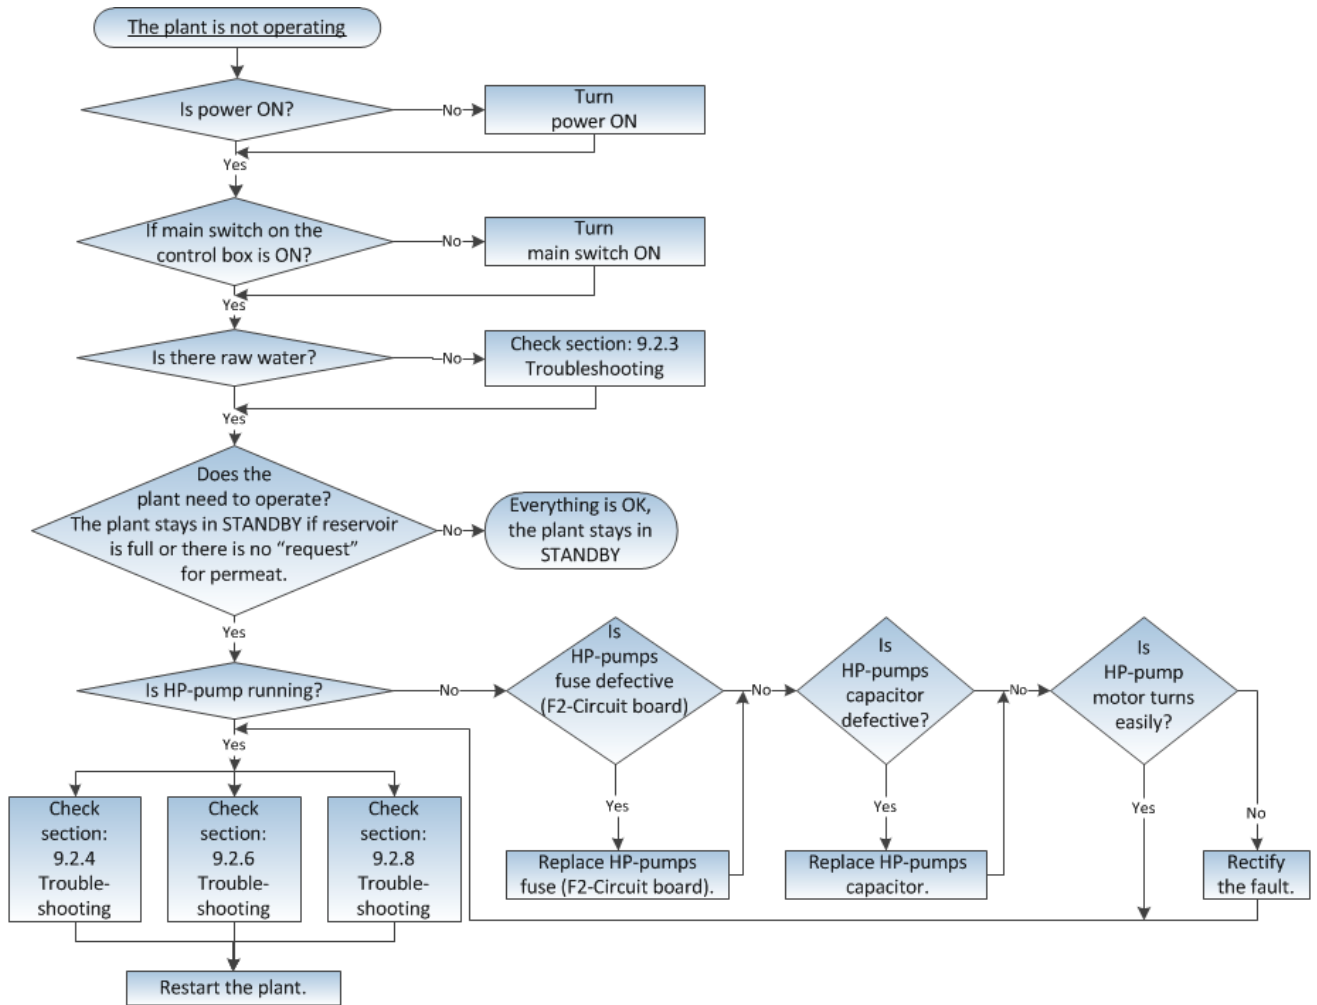 The plant is not operating
Is power ON?
No
Turn
power ON
Yes
If main switch on the
control box is ON?
No
Turn
main switch ON
Yes
Is there raw water?
No
Check section: 9.2.3
Troubleshooting
Yes
Does the
plant need to operate?
The plant stays in STANDBY if reservoir
is full or there is no “request”
for permeat.
No
Everything is OK,
the plant stays in
STANDBY
Yes
Is HP-pump running?
No
Is
HP-pumps
fuse defective
(F2-Circuit board)
No
Is
HP-pumps
capacitor
defective?
No
Is
HP-pump
motor turns
easily?
Yes
Yes
Yes
Yes
No
Replace HP-pumps
fuse (F2-Circuit board).
Replace HP-pumps
capacitor.
Rectify
the fault.
Check
section:
9.2.4
Trouble-
shooting
Check
section:
9.2.6
Trouble-
shooting
Check
section:
9.2.8
Trouble-
shooting
Restart the plant.